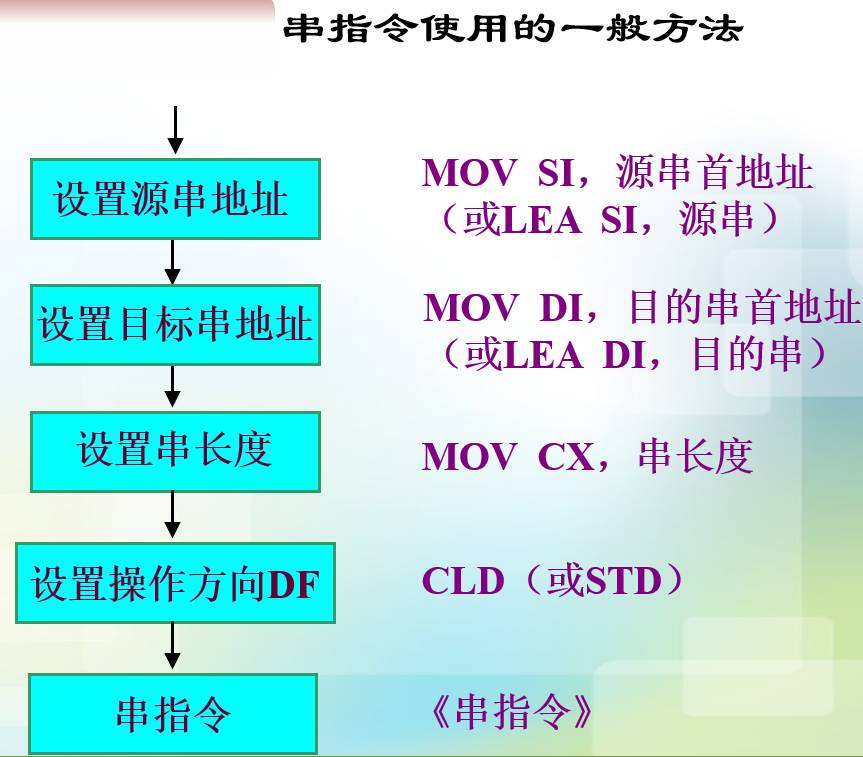 串指令使用的一般方法
设置源串地址
MOV SI，源串首地址
（或LEA SI，源串）
设置目标串地址
MOV DI，目的串首地址
（或LEA DI，目的串）
设置串长度
MOV CX，串长度
设置操作方向DF
CLD（或STD）
串指令
《串指令》